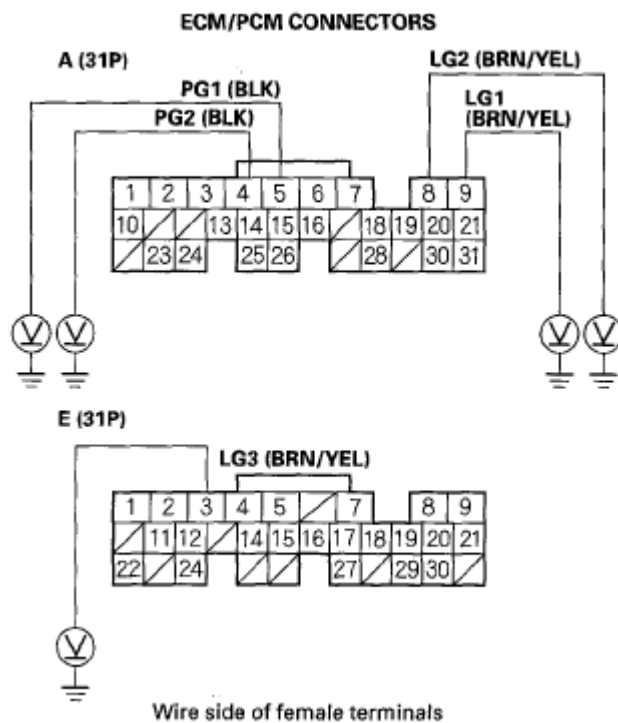 ECM/PCM CONNECTORS
A (31P)
LG2 (BRN/YEL)
PG1 (BLK)
LG1
(BRN/YEL)
PG2 (BLK)
1 2 3 4 5 6 7 8 9
10 13 14 15 16 18 19 20 21
23 24 25 26 28 30 31
V V V V
E (31P)
LG3 (BRN/YEL)
1 2 3 4 5 7 8 9
11 12 14 15 16 17 18 19 20 21
22 24 27 29 30
V
Wire side of female terminals